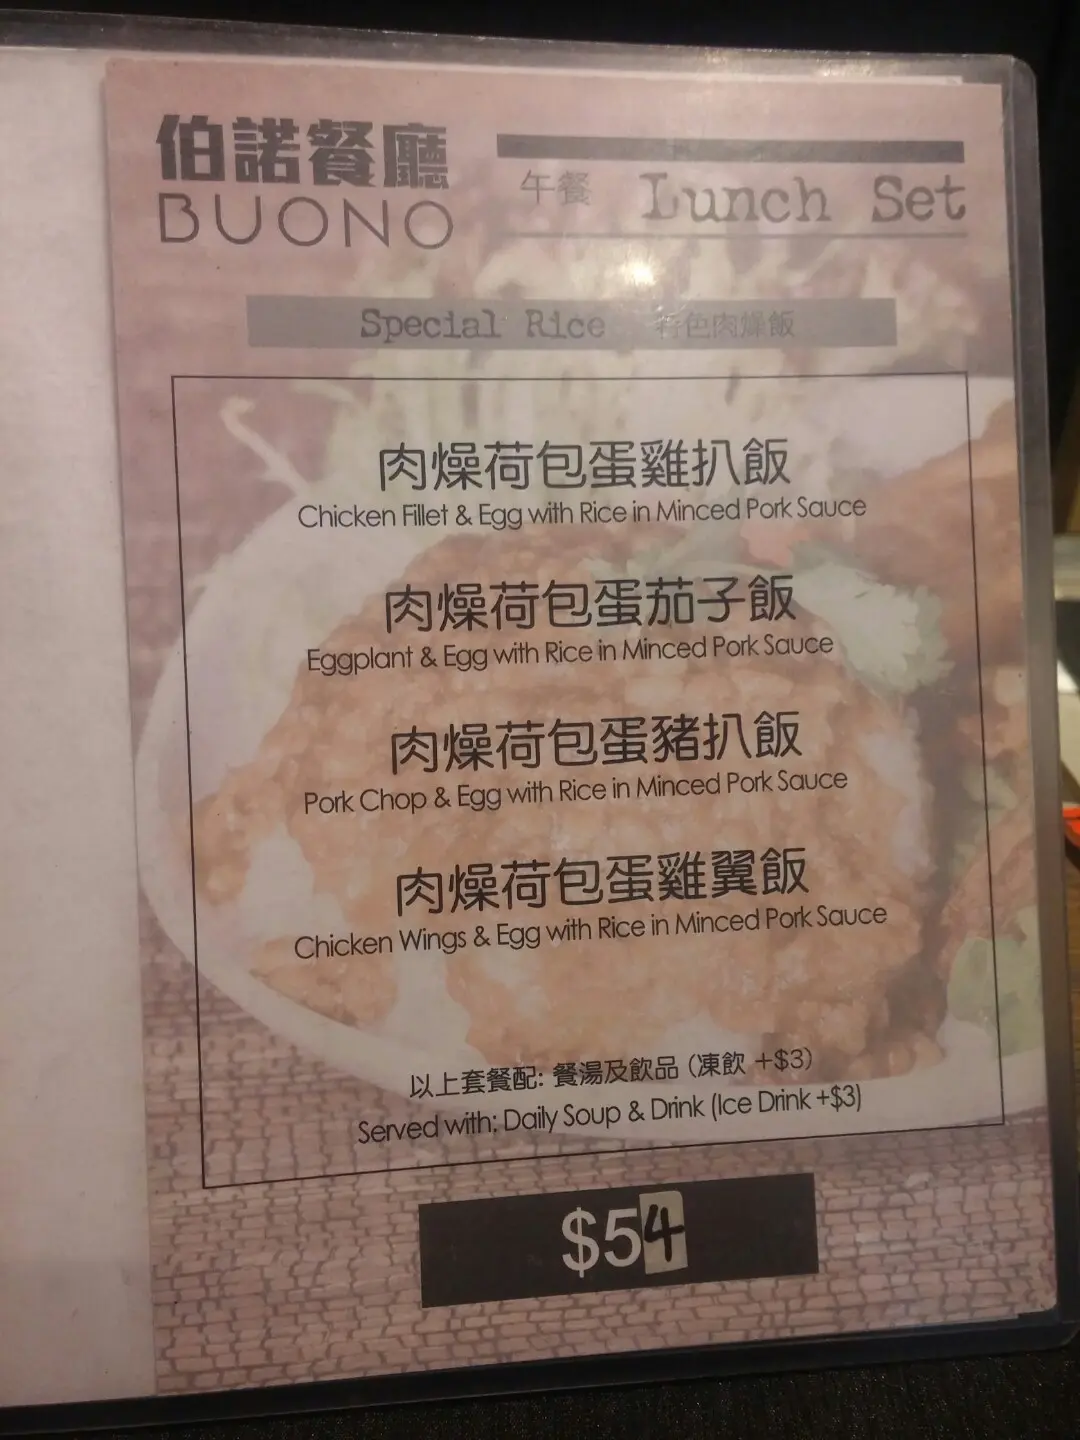 伯諾餐廳
BUONO
午餐 Lunch Set
Special Rice 特色肉燥飯
肉燥荷包蛋雞扒飯
Chicken Fillet & Egg with Rice in Minced Pork Sauce
肉燥荷包蛋茄子飯
Eggplant & Egg with Rice in Minced Pork Sauce
肉燥荷包蛋豬扒飯
Pork Chop & Egg with Rice in Minced Pork Sauce
肉燥荷包蛋雞翼飯
Chicken Wings & Egg with Rice in Minced Pork Sauce
以上套餐配: 餐湯及飲品 (凍飲 +$3)
Served with: Daily Soup & Drink (Ice Drink +$3)
$54